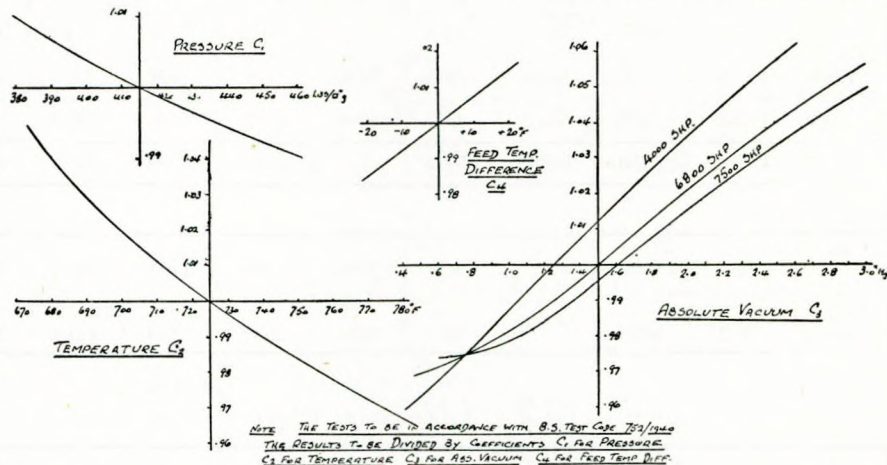 1.01
PRESSURE C1
380 390 400 410 420 430 440 450 460 LBS/□"g
.99
.02
1.01
-20 -10 +10 +20°F
FEED TEMP.
DIFFERENCE
C4
.99
.98
1.06
1.05
1.04
1.03
1.02
1.01
4000 SHP.
6800 SHP
7500 SHP
.4 .6 .8 1.0 1.2 1.4 1.6 1.8 2.0 2.2 2.4 2.6 2.8 3.0"Hg
.99
.98
.97
.96
ABSOLUTE VACUUM C3
1.04
1.03
1.02
1.01
670 680 700 710 720 730 740 750 760 770 780°F
.99
.98
.97
.96
TEMPERATURE C2
NOTE THE TESTS TO BE IN ACCORDANCE WITH B.S. TEST CODE 752/1940
THE RESULTS TO BE DIVIDED BY COEFFICIENTS C1 FOR PRESSURE
C2 FOR TEMPERATURE C3 FOR ABS. VACUUM C4 FOR FEED TEMP DIFF.